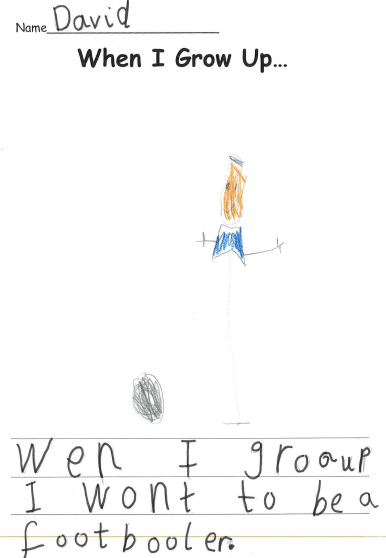 Name David
When I Grow Up...
Wen I groaup
I wont to be a
footbooler.